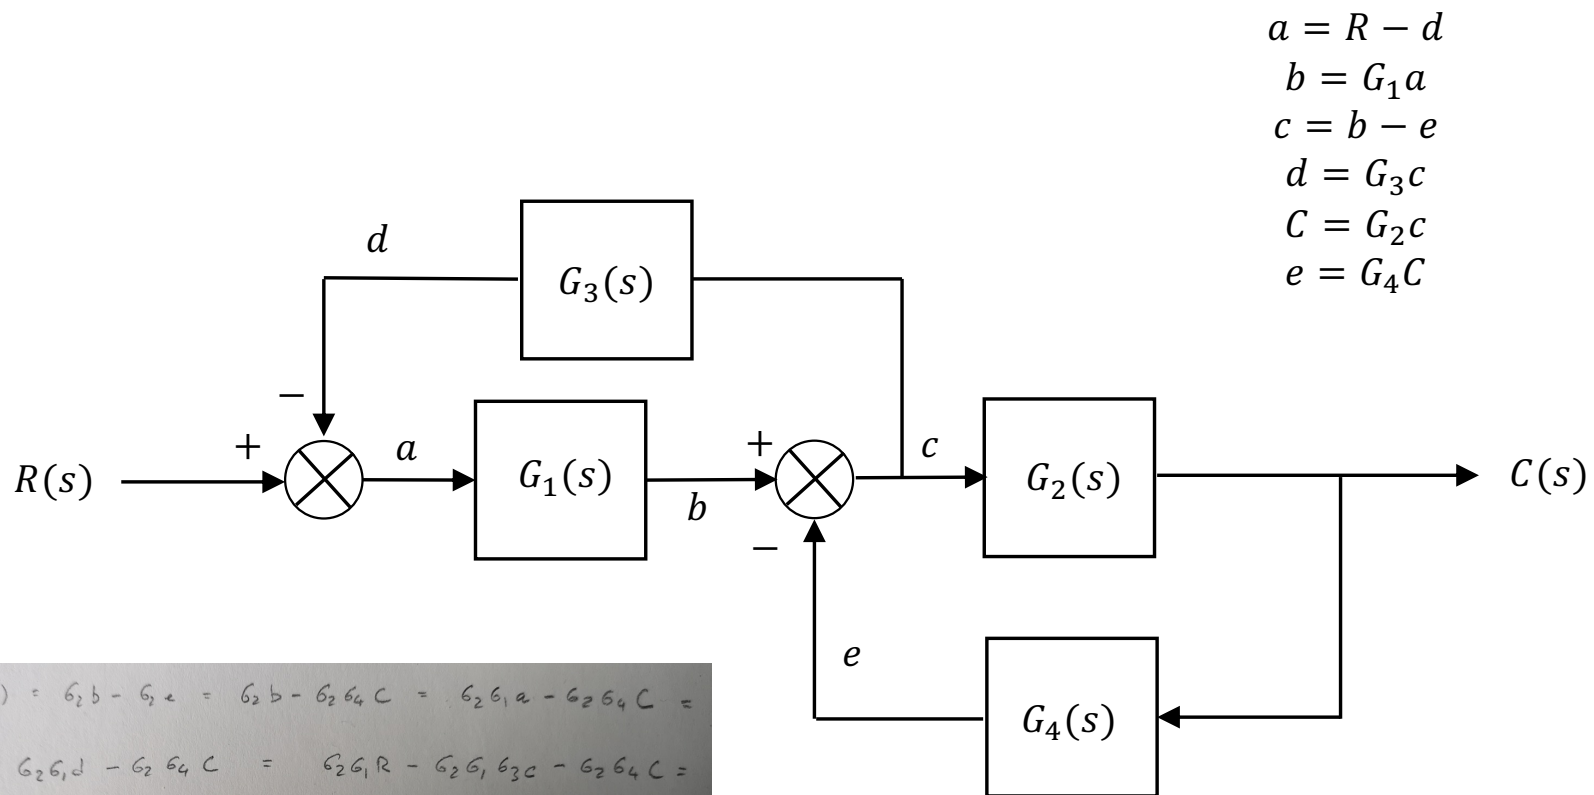 a = R − d
b = G₁a
c = b − e
d = G₃c
C = G₂c
e = G₄C
d
G₃(s)
−
+
a
+
c
R(s)
G₁(s)
G₂(s)
C(s)
b
−
e
G₄(s)
) = G₂b - G₂e = G₂b - G₂G₄C = G₂G₁a - G₂G₄C =
G₂G₁d - G₂G₄C = G₂G₁R - G₂G₁G₃c - G₂G₄C =